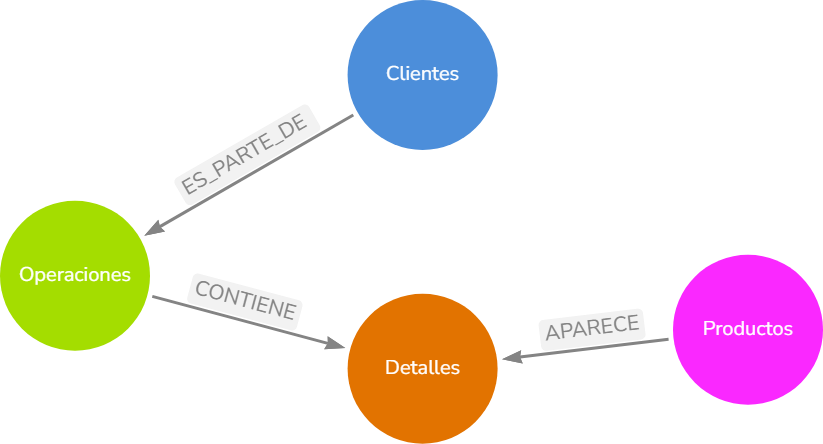 Clientes
ES_PARTE_DE
Operaciones
CONTIENE
Detalles
APARECE
Productos